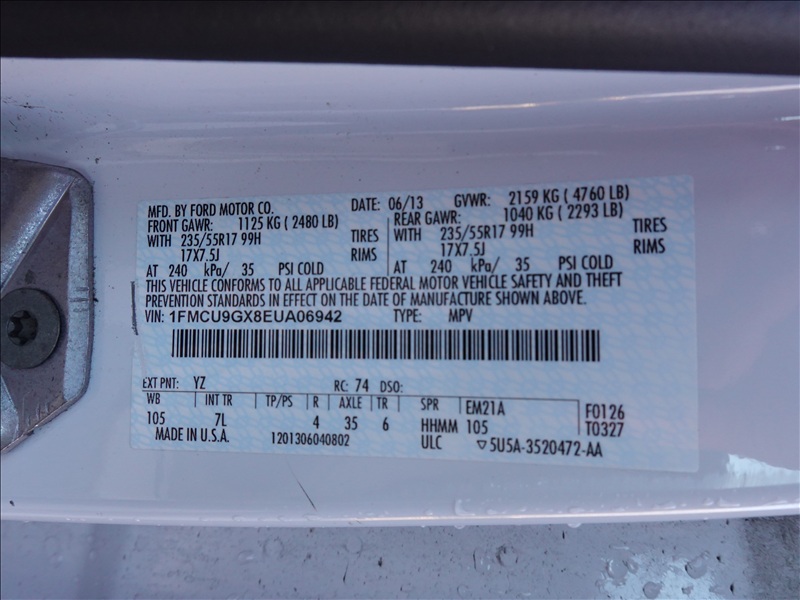 MFD. BY FORD MOTOR CO. DATE: 06/13 GVWR: 2159 KG ( 4760 LB)
FRONT GAWR: 1125 KG ( 2480 LB) REAR GAWR: 1040 KG ( 2293 LB)
WITH 235/55R17 99H TIRES WITH 235/55R17 99H TIRES
17X7.5J RIMS 17X7.5J RIMS
AT 240 kPa/ 35 PSI COLD AT 240 kPa/ 35 PSI COLD
THIS VEHICLE CONFORMS TO ALL APPLICABLE FEDERAL MOTOR VEHICLE SAFETY AND THEFT
PREVENTION STANDARDS IN EFFECT ON THE DATE OF MANUFACTURE SHOWN ABOVE.
VIN: 1FMCU9GX8EUA06942 TYPE: MPV
EXT PNT: YZ RC: 74 DSO:
WB INT TR TP/PS R AXLE TR SPR EM21A F0126
105 7L 4 35 6 HHMM 105 T0327
MADE IN U.S.A. 1201306040802 ULC ▽5U5A-3520472-AA